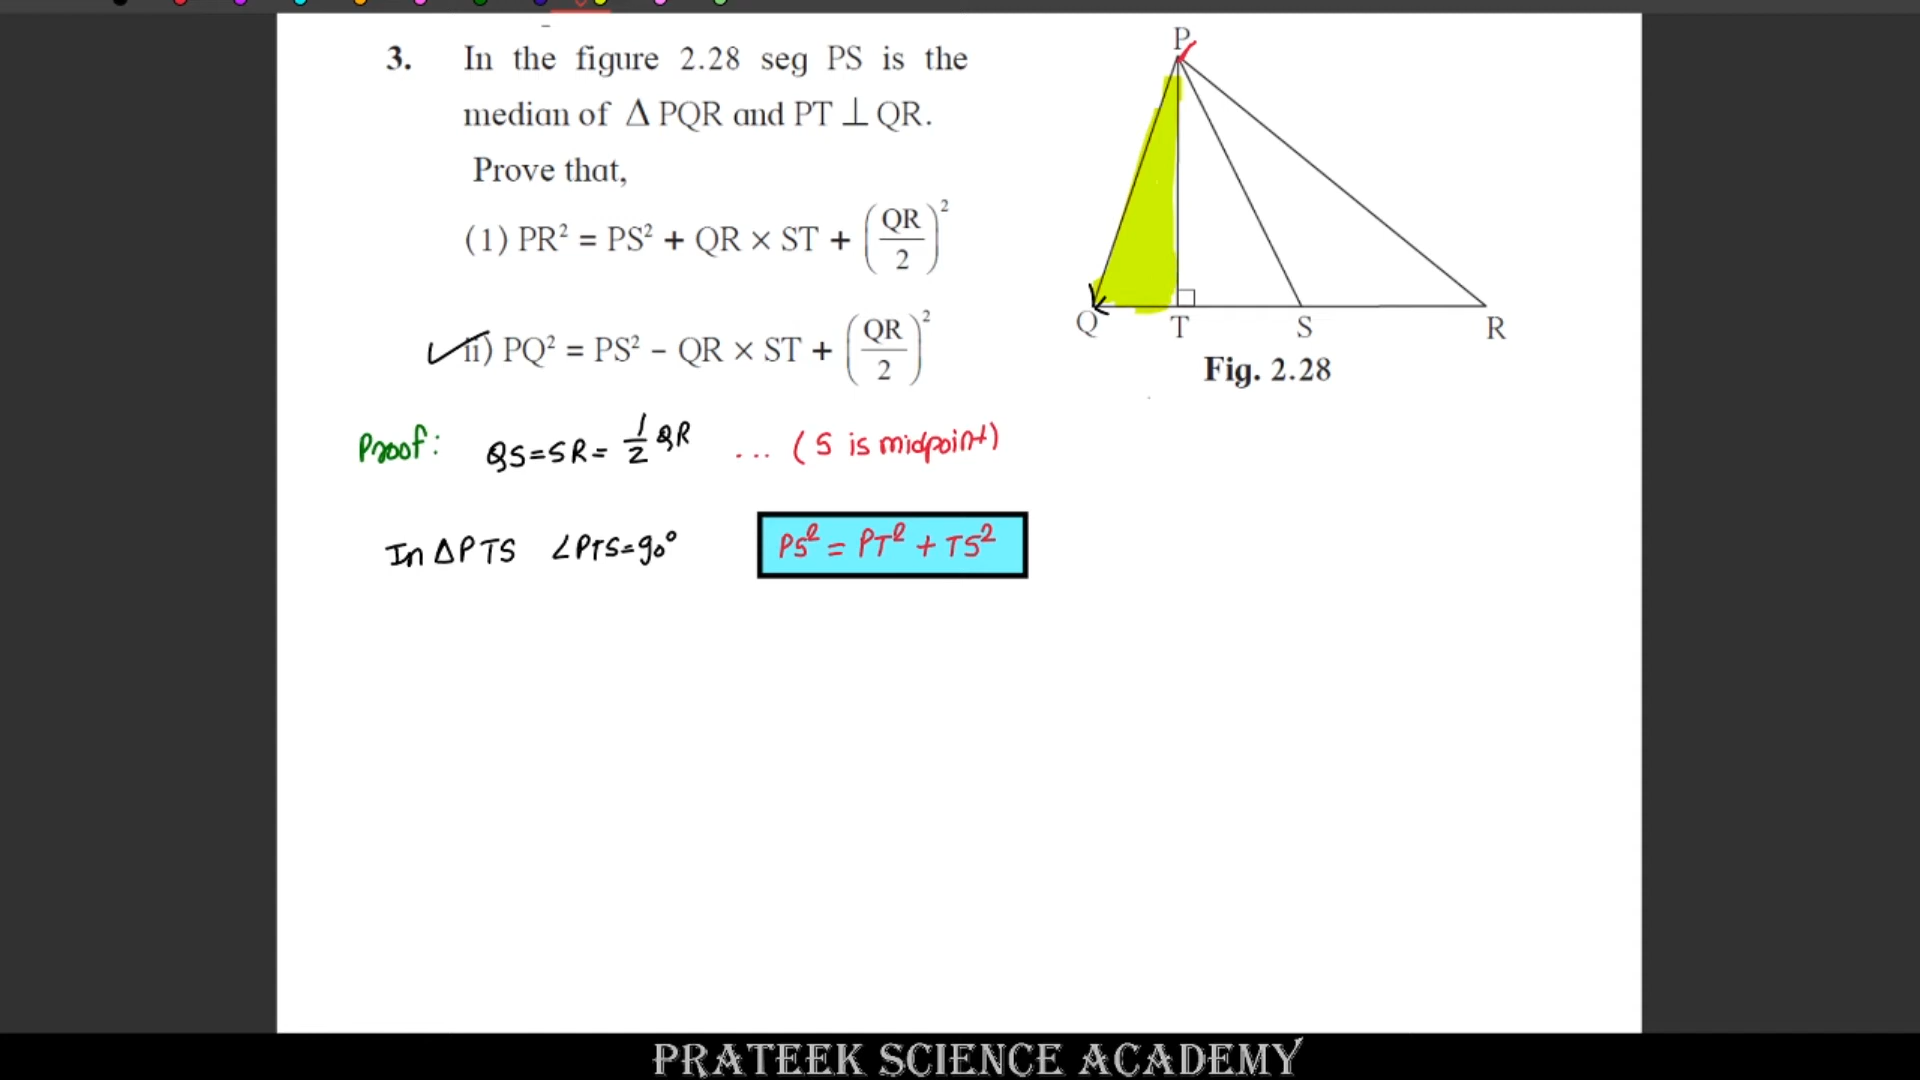 3. In the figure 2.28 seg PS is the
median of Δ PQR and PT ⊥ QR.
Prove that,
(1) PR² = PS² + QR × ST + (QR/2)²
ii) PQ² = PS² − QR × ST + (QR/2)²
P
Q T S R
Fig. 2.28
Proof: QS=SR= 1/2 QR ... (S is midpoint)
In ΔPTS ∠PTS=90° PS² = PT² + TS²
PRATEEK SCIENCE ACADEMY